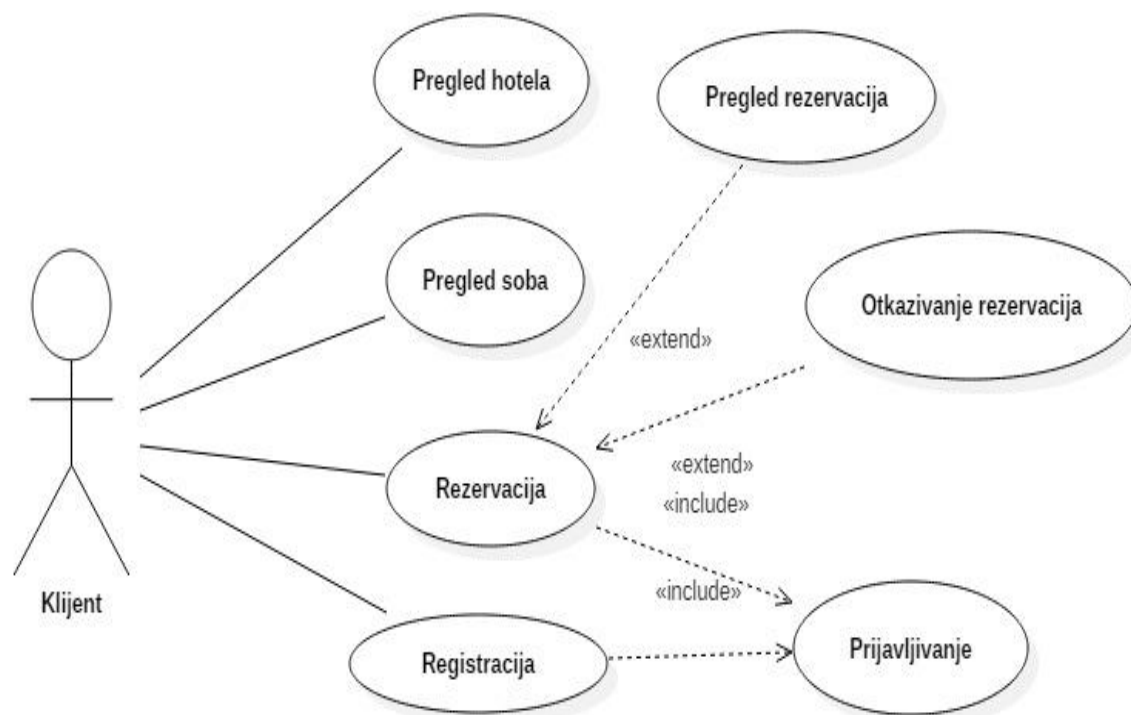 Pregled hotela
Pregled rezervacija
Pregled soba
Otkazivanje rezervacija
«extend»
«extend»
Rezervacija
«include»
«include»
Klijent
Registracija
Prijavljivanje